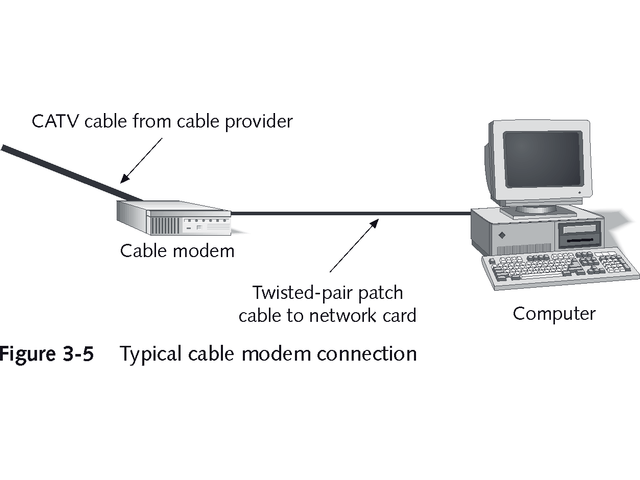 CATV cable from cable provider
Cable modem
Twisted-pair patch
cable to network card
Computer
Figure 3-5 Typical cable modem connection